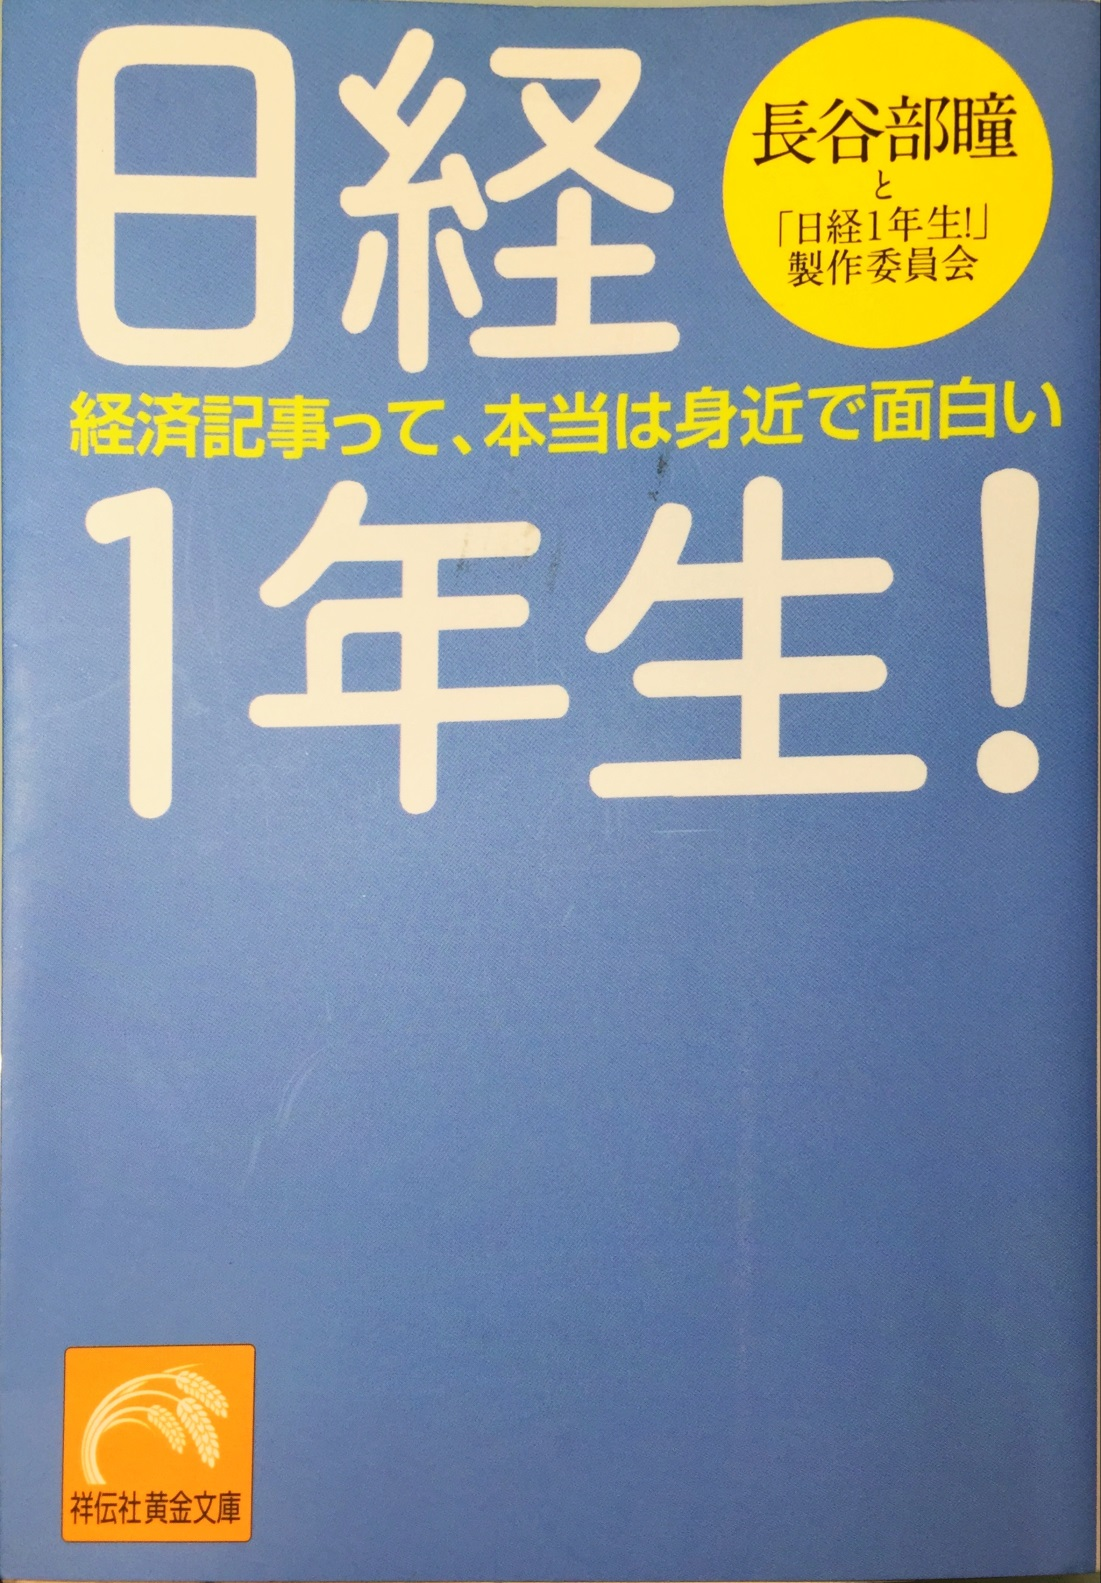 日経
長谷部瞳
と
「日経1年生!」
製作委員会
経済記事って、本当は身近で面白い
1年生!
祥伝社黄金文庫